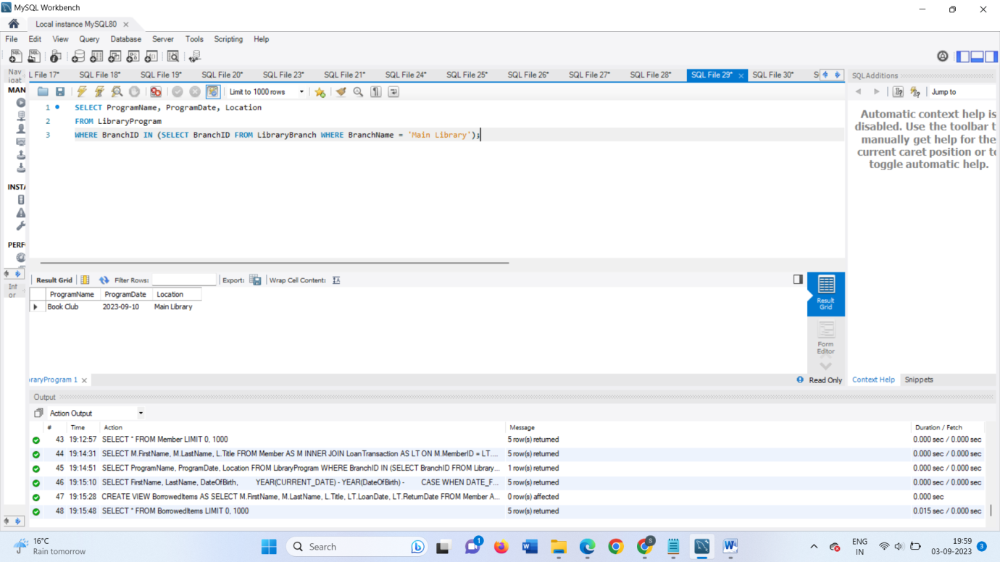 MySQL Workbench
Local instance MySQL80
File Edit View Query Database Server Tools Scripting Help
Nav
igat
L File 17* SQL File 18* SQL File 19* SQL File 20* SQL File 23* SQL File 21* SQL File 24* SQL File 25* SQL File 26* SQL File 27* SQL File 28* SQL File 29* SQL File 30* S
SQLAdditions
MAN
Limit to 1000 rows
Jump to
1 SELECT ProgramName, ProgramDate, Location
2 FROM LibraryProgram
3 WHERE BranchID IN (SELECT BranchID FROM LibraryBranch WHERE BranchName = 'Main Library');
Automatic context help is
disabled. Use the toolbar t
manually get help for the
current caret position or to
toggle automatic help.
INSTA
PERF
Int
or
Result Grid Filter Rows: Export: Wrap Cell Content:
ProgramName ProgramDate Location
Book Club 2023-09-10 Main Library
Result
Grid
Form
Editor
raryProgram 1
Read Only
Context Help Snippets
Output
Action Output
# Time Action Message Duration / Fetch
43 19:12:57 SELECT * FROM Member LIMIT 0, 1000 5 row(s) returned 0.000 sec / 0.000 sec
44 19:14:31 SELECT M.FirstName, M.LastName, L.Title FROM Member AS M INNER JOIN LoanTransaction AS LT ON M.MemberID = LT.... 5 row(s) returned 0.000 sec / 0.000 sec
45 19:14:51 SELECT ProgramName, ProgramDate, Location FROM LibraryProgram WHERE BranchID IN (SELECT BranchID FROM Library... 1 row(s) returned 0.000 sec / 0.000 sec
46 19:15:10 SELECT FirstName, LastName, DateOfBirth, YEAR(CURRENT_DATE) - YEAR(DateOfBirth) - CASE WHEN DATE_F... 5 row(s) returned 0.000 sec / 0.000 sec
47 19:15:28 CREATE VIEW BorrowedItems AS SELECT M.FirstName, M.LastName, L.Title, LT.LoanDate, LT.ReturnDate FROM Member A... 0 row(s) affected 0.000 sec
48 19:15:48 SELECT * FROM BorrowedItems LIMIT 0, 1000 5 row(s) returned 0.015 sec / 0.000 sec
16°C
Rain tomorrow
Search
1
S
ENG
IN
19:59
03-09-2023
3